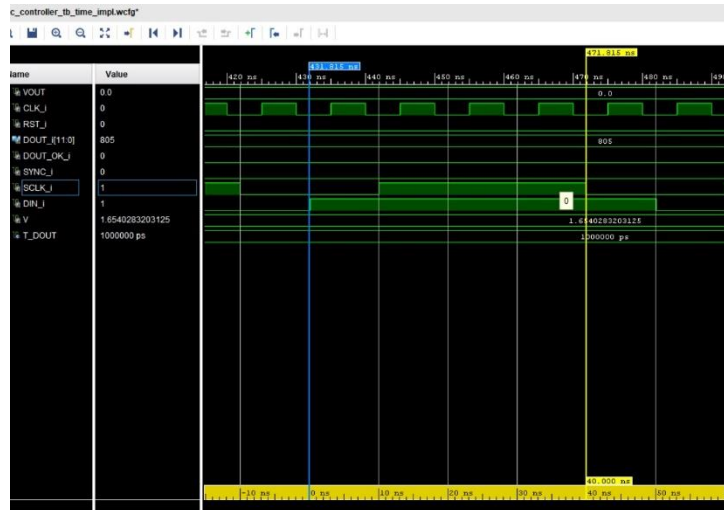 c_controller_tb_time_impl.wcfg*
471.815 ns
431.815 ns
Name Value
420 ns 430 ns 440 ns 450 ns 460 ns 470 ns 480 ns 490
VOUT 0.0 0.0
CLK_i 0
RST_i 0
DOUT_i[11:0] 805 805
DOUT_OK_i 0
SYNC_i 0
SCLK_i 1
DIN_i 1 0
V 1.6540283203125 1.6540283203125
T_DOUT 1000000 ps 1000000 ps
40.000 ns
-10 ns 0 ns 10 ns 20 ns 30 ns 40 ns 50 ns